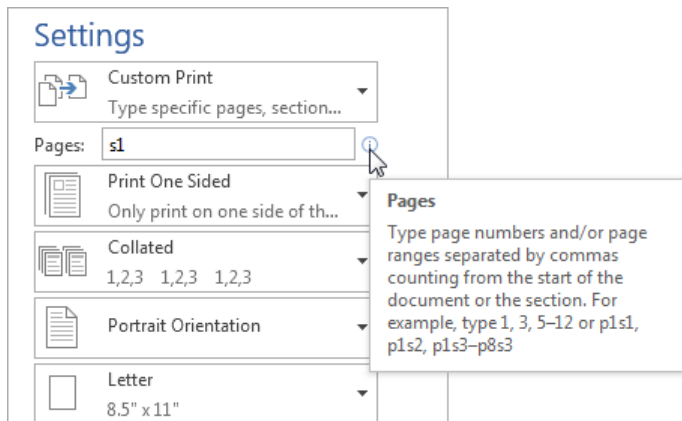 Settings
Custom Print
Type specific pages, section...
Pages: s1
Print One Sided
Only print on one side of th...
Collated
1,2,3 1,2,3 1,2,3
Portrait Orientation
Letter
8.5" x 11"
Pages
Type page numbers and/or page
ranges separated by commas
counting from the start of the
document or the section. For
example, type 1, 3, 5–12 or p1s1,
p1s2, p1s3–p8s3